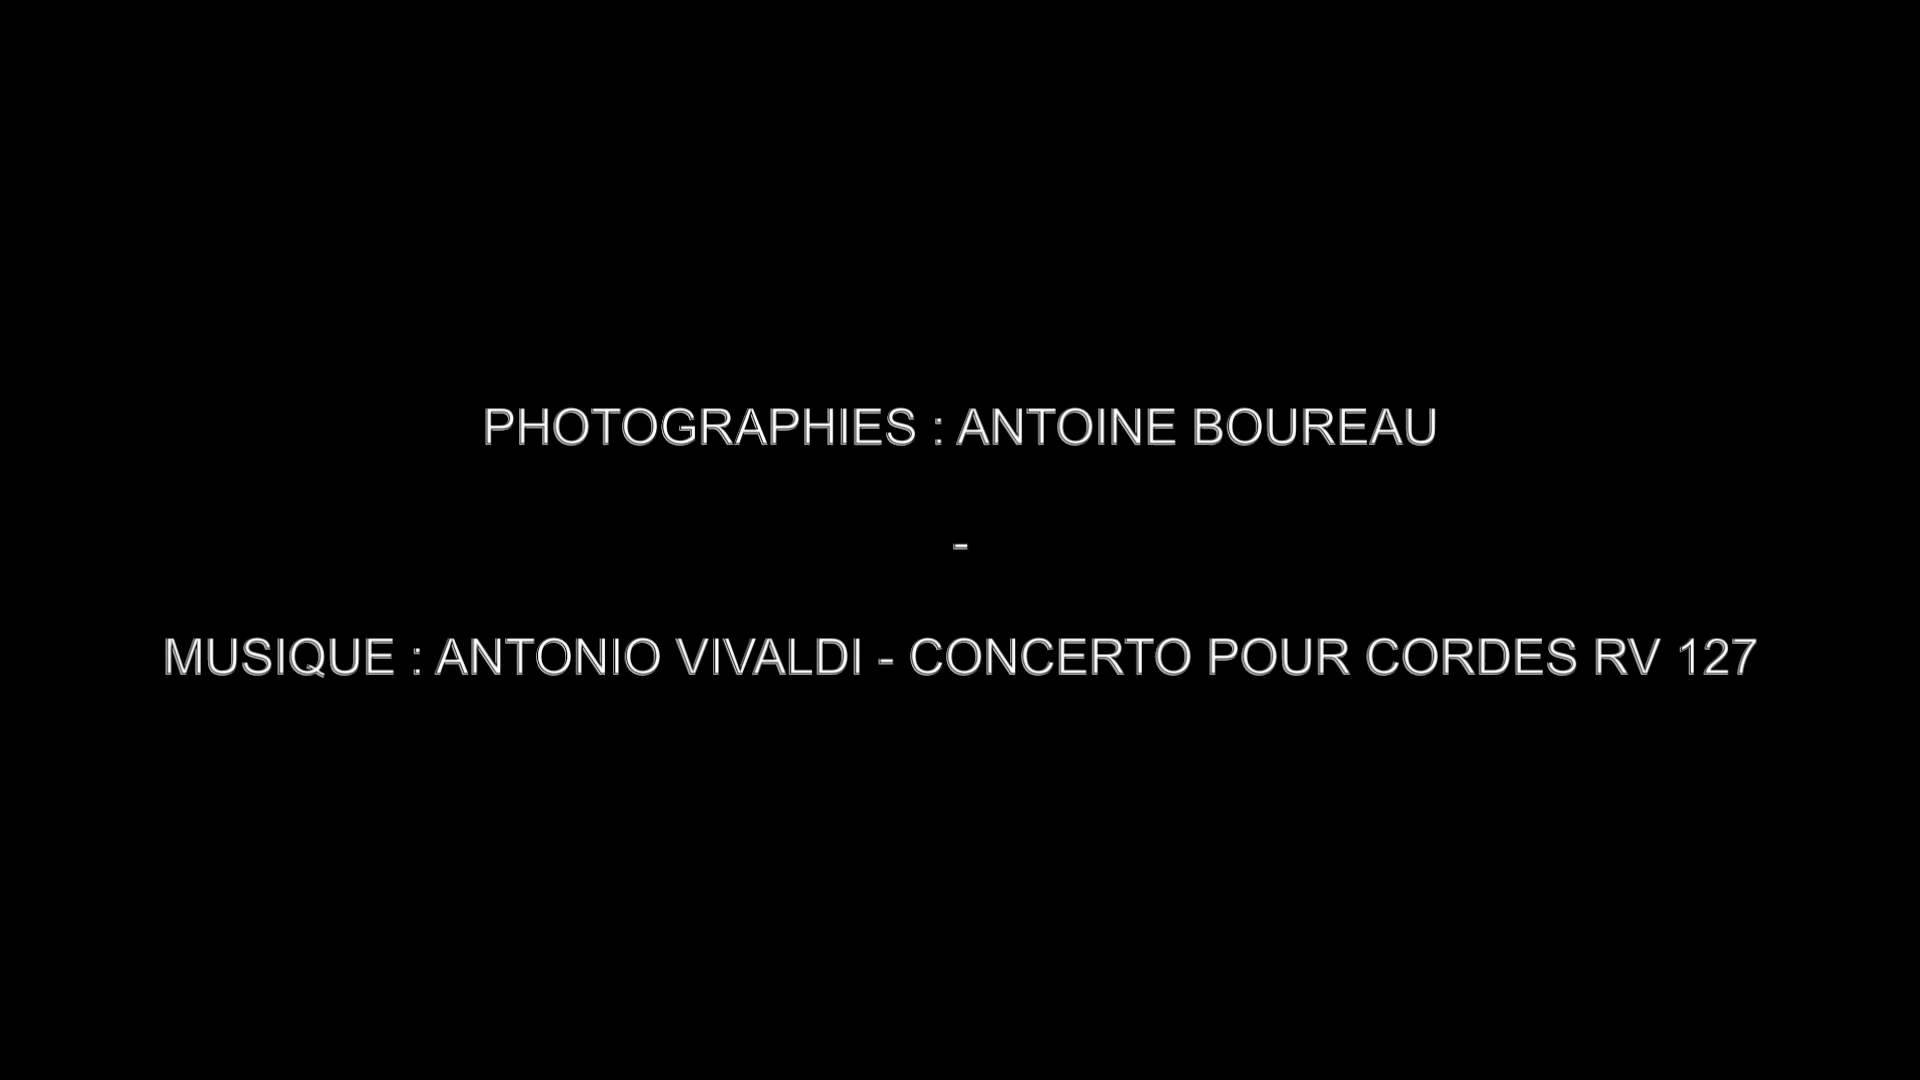 PHOTOGRAPHIES : ANTOINE BOUREAU
-
MUSIQUE : ANTONIO VIVALDI - CONCERTO POUR CORDES RV 127